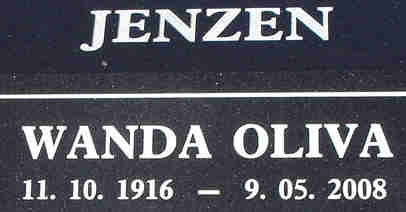 JENZEN
WANDA OLIVA
11. 10. 1916 – 9. 05. 2008